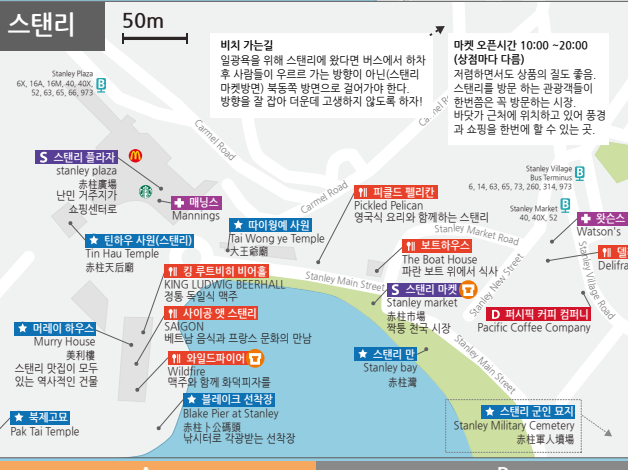 스탠리
50m
비치 가는길
일광욕을 위해 스탠리에 왔다면 버스에서 하차
후 사람들이 우르르 가는 방향이 아닌(스탠리
마켓방면) 북동쪽 방면으로 걸어가야 한다.
방향을 잘 잡아 더운데 고생하지 않도록 하자!
마켓 오픈시간 10:00 ~20:00
(상점마다 다름)
저렴하면서도 상품의 질도 좋음.
스탠리를 방문 하는 관광객들이
한번쯤은 꼭 방문하는 시장.
바닷가 근처에 위치하고 있어 풍경
과 쇼핑을 한번에 할 수 있는 곳.
Stanley Plaza
6X, 16A, 16M, 40, 40X,
52, 63, 65, 66, 973
B
Carmel Road
Carmel R
Carmel Road
Stanley Village
Bus Terminus
6, 14, 63, 65, 73, 260, 314, 973
B
Stanley Market
40, 40X, 52
B
S 스탠리 플라자
stanley plaza
赤柱廣場
난민 거주지가
쇼핑센터로
매닝스
Mannings
피클드 펠리칸
Pickled Pelican
영국식 요리와 함께하는 스탠리
왓슨스
Watson's
따이웡예 사원
Tai Wong ye Temple
大王爺廟
Stanley Market Road
틴하우 사원(스탠리)
Tin Hau Temple
赤柱天后廟
보트하우스
The Boat House
파란 보트 위에서 식사
델
Delifra
킹 루트비히 비어홀
KING LUDWIG BEERHALL
정통 독일식 맥주
Stanley Main Street
Stanley New Street
Stanley Village Road
S 스탠리 마켓
Stanley market
赤柱市場
짝퉁 천국 시장
사이공 앳 스탠리
SAIGON
베트남 음식과 프랑스 문화의 만남
D 퍼시픽 커피 컴퍼니
Pacific Coffee Company
머레이 하우스
Murry House
美利樓
스탠리 맛집이 모두
있는 역사적인 건물
와일드파이어
Wildfire
맥주와 함께 화덕피자를
스탠리 만
Stanley bay
赤柱灣
Stanley Main Street
블레이크 선착장
Blake Pier at Stanley
赤柱卜公碼頭
낚시터로 각광받는 선착장
북제고묘
Pak Tai Temple
스탠리 군인 묘지
Stanley Military Cemetery
赤柱軍人墳場